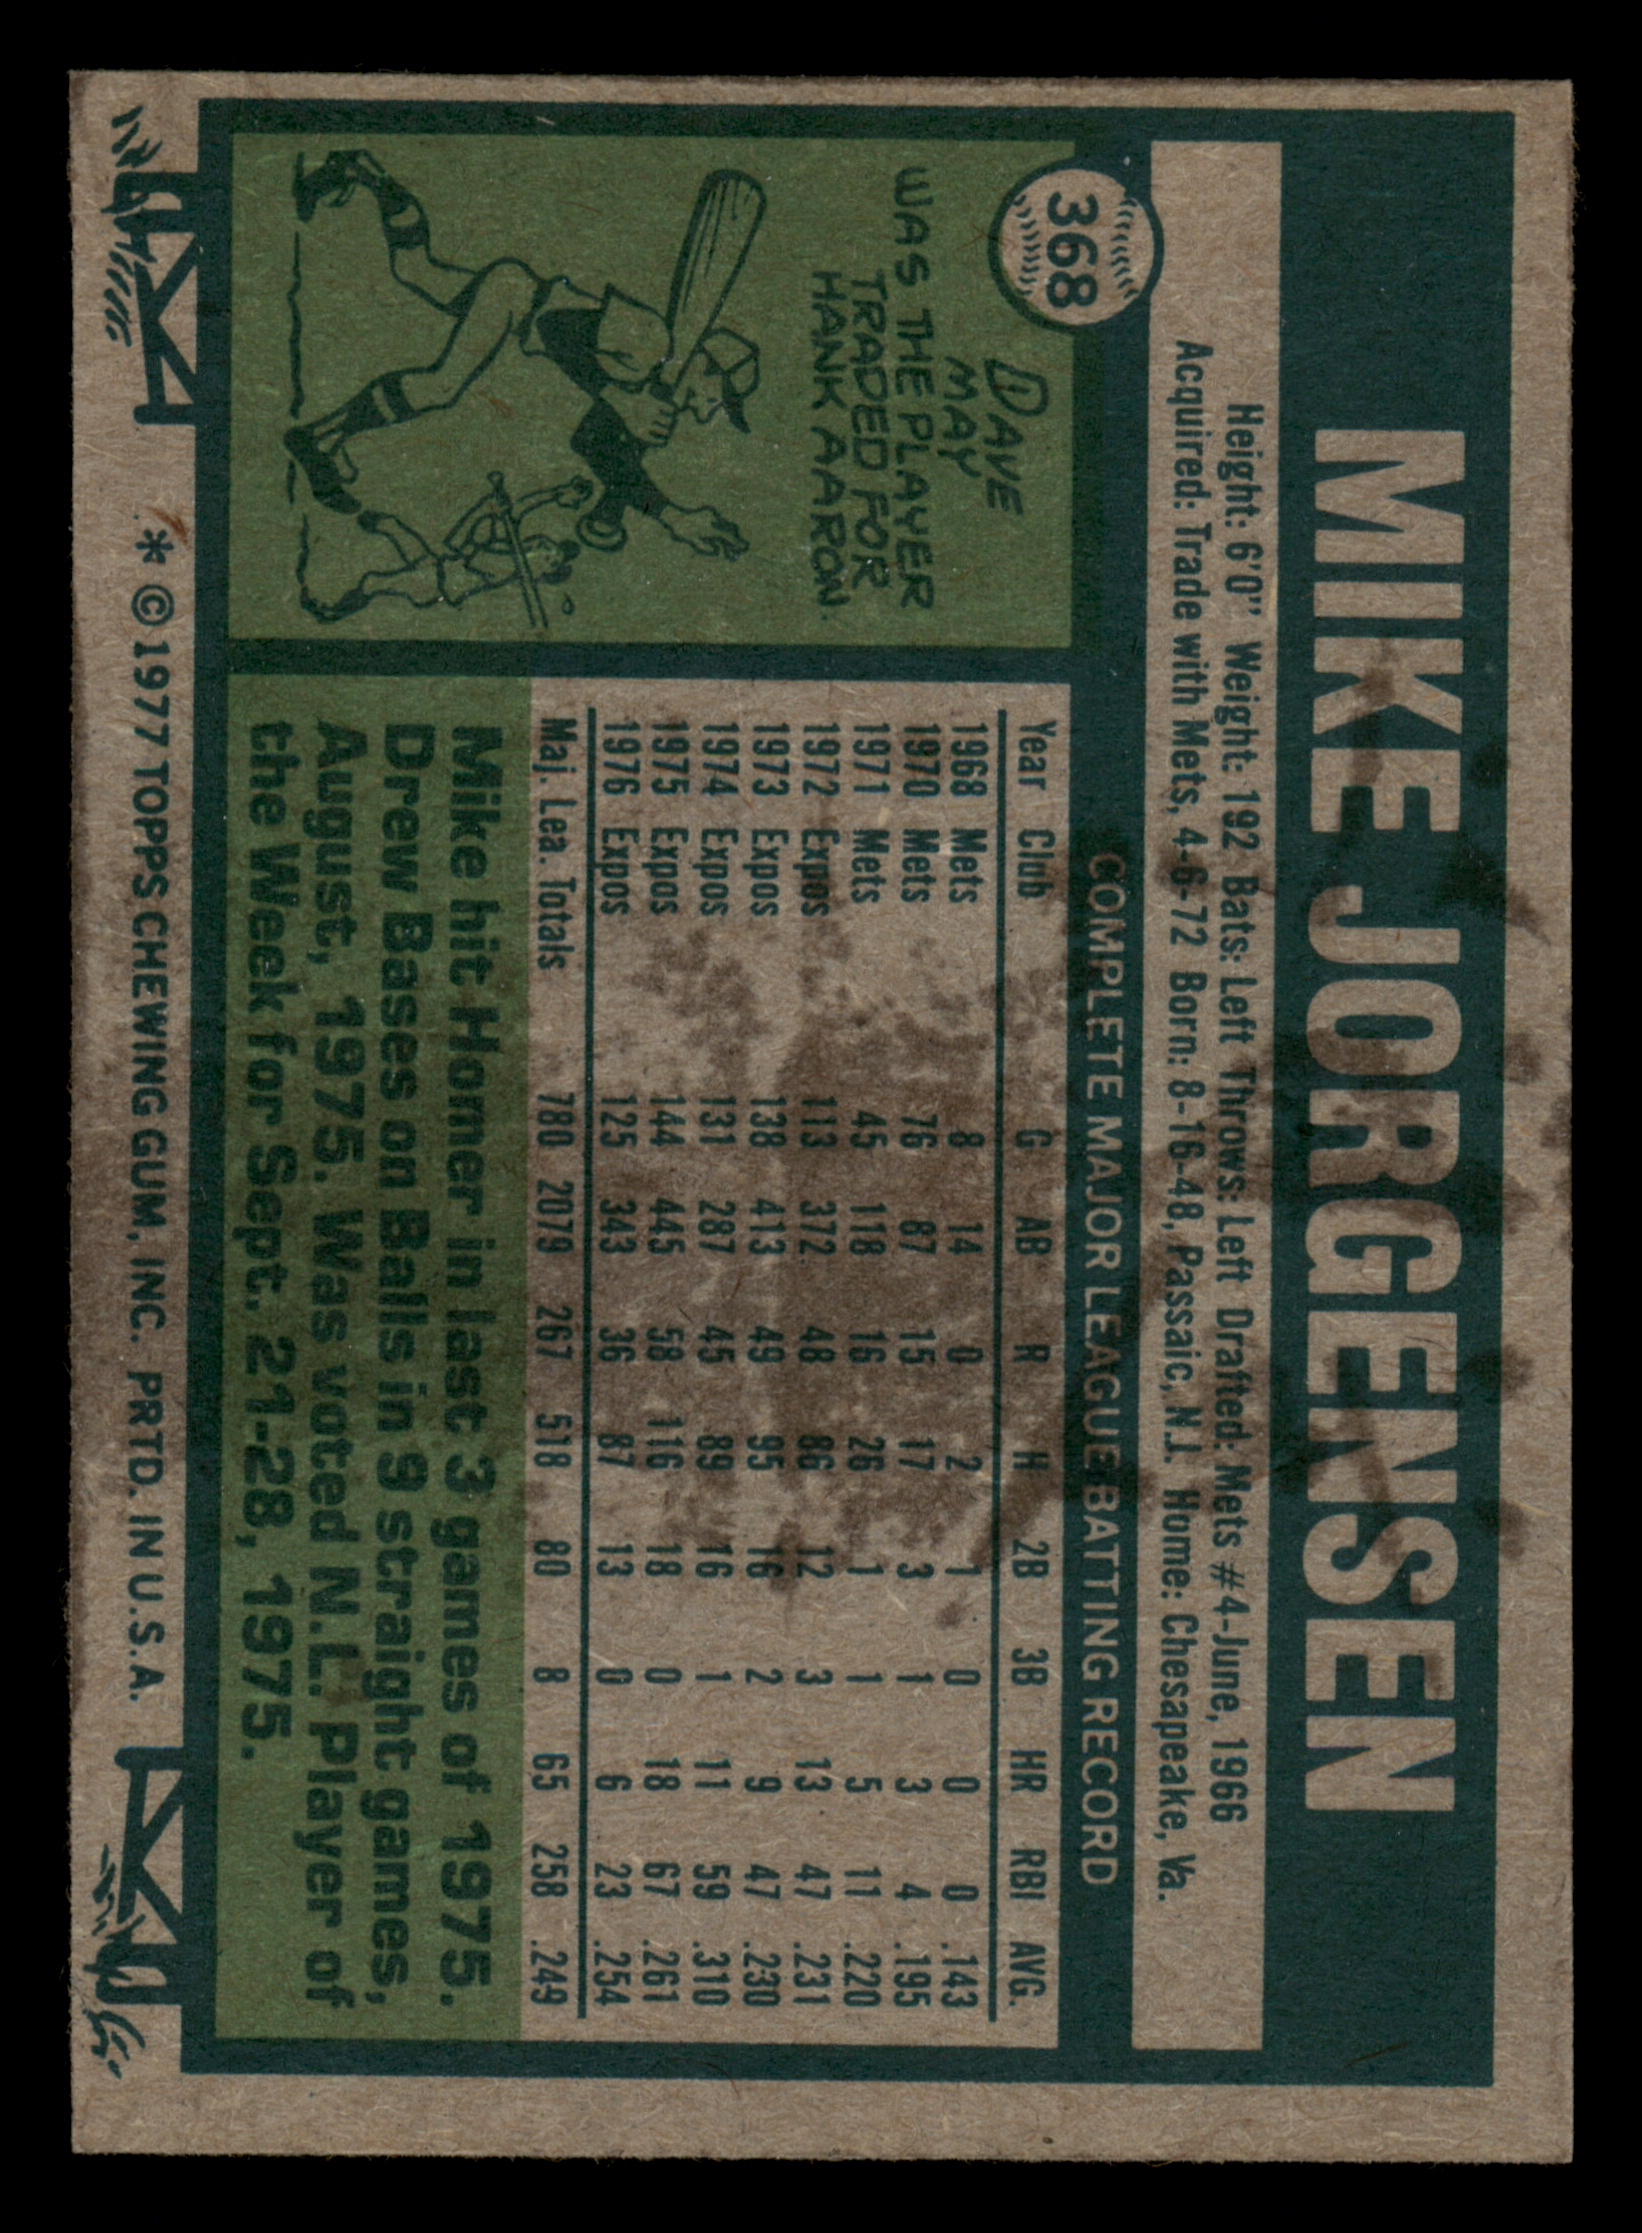 MIKE JORGENSEN
368
Height: 6'0" Weight: 192 Bats: Left Throws: Left Drafted: Mets #4-June, 1966
Acquired: Trade with Mets, 4-6-72 Born: 8-16-48, Passaic, N.J. Home: Chesapeake, Va.
DAVE
MAY
WAS THE PLAYER
TRADED FOR
HANK AARON.
COMPLETE MAJOR LEAGUE BATTING RECORD
Year Club G AB R H 2B 3B HR RBI AVG.
1968 Mets 8 14 0 2 1 0 0 0 .143
1970 Mets 76 87 15 17 3 1 3 4 .195
1971 Mets 45 118 16 26 1 1 5 11 .220
1972 Expos 113 372 48 86 12 3 13 47 .231
1973 Expos 138 413 49 95 16 2 9 47 .230
1974 Expos 131 287 45 89 16 1 11 59 .310
1975 Expos 144 445 58 116 18 0 18 67 .261
1976 Expos 125 343 36 87 13 0 6 23 .254
Maj. Lea. Totals 780 2079 267 518 80 8 65 258 .249
Mike hit Homer in last 3 games of 1975.
Drew Bases on Balls in 9 straight games,
August, 1975. Was voted N.L. Player of
the Week for Sept. 21-28, 1975.
* © 1977 TOPPS CHEWING GUM, INC. PRTD. IN U.S.A.